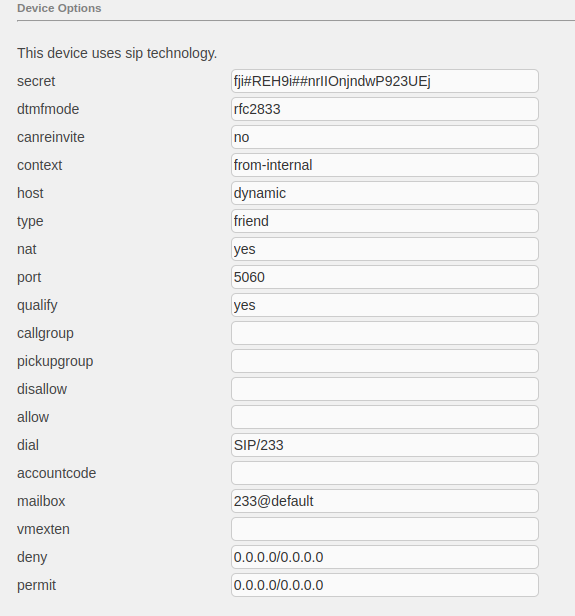 Device Options
This device uses sip technology.
secret fji#REH9i##nrIIOnjndwP923UEj
dtmfmode rfc2833
canreinvite no
context from-internal
host dynamic
type friend
nat yes
port 5060
qualify yes
callgroup
pickupgroup
disallow
allow
dial SIP/233
accountcode
mailbox 233@default
vmexten
deny 0.0.0.0/0.0.0.0
permit 0.0.0.0/0.0.0.0